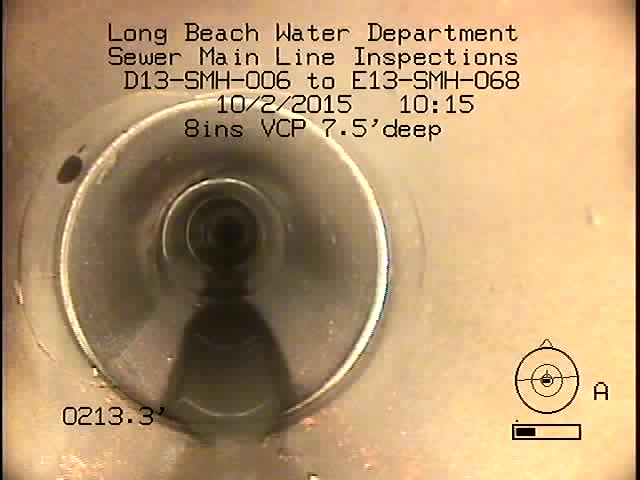 Long Beach Water Department
Sewer Main Line Inspections
D13-SMH-006 to E13-SMH-068
10/2/2015 10:15
8ins VCP 7.5'deep
0213.3'
A